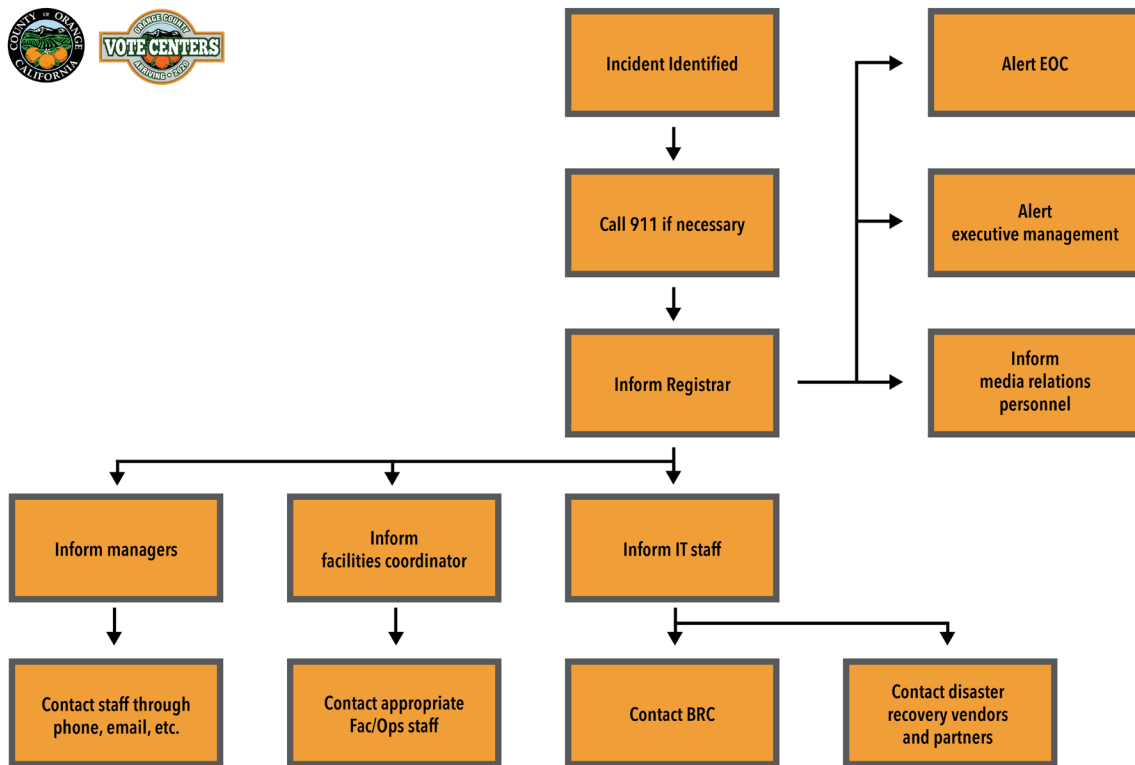 COUNTY OF ORANGE
CALIFORNIA
ORANGE COUNTY
VOTE CENTERS
ARRIVING • 2020
Incident Identified
Alert EOC
Call 911 if necessary
Alert
executive management
Inform Registrar
Inform
media relations
personnel
Inform managers
Inform
facilities coordinator
Inform IT staff
Contact staff through
phone, email, etc.
Contact appropriate
Fac/Ops staff
Contact BRC
Contact disaster
recovery vendors
and partners